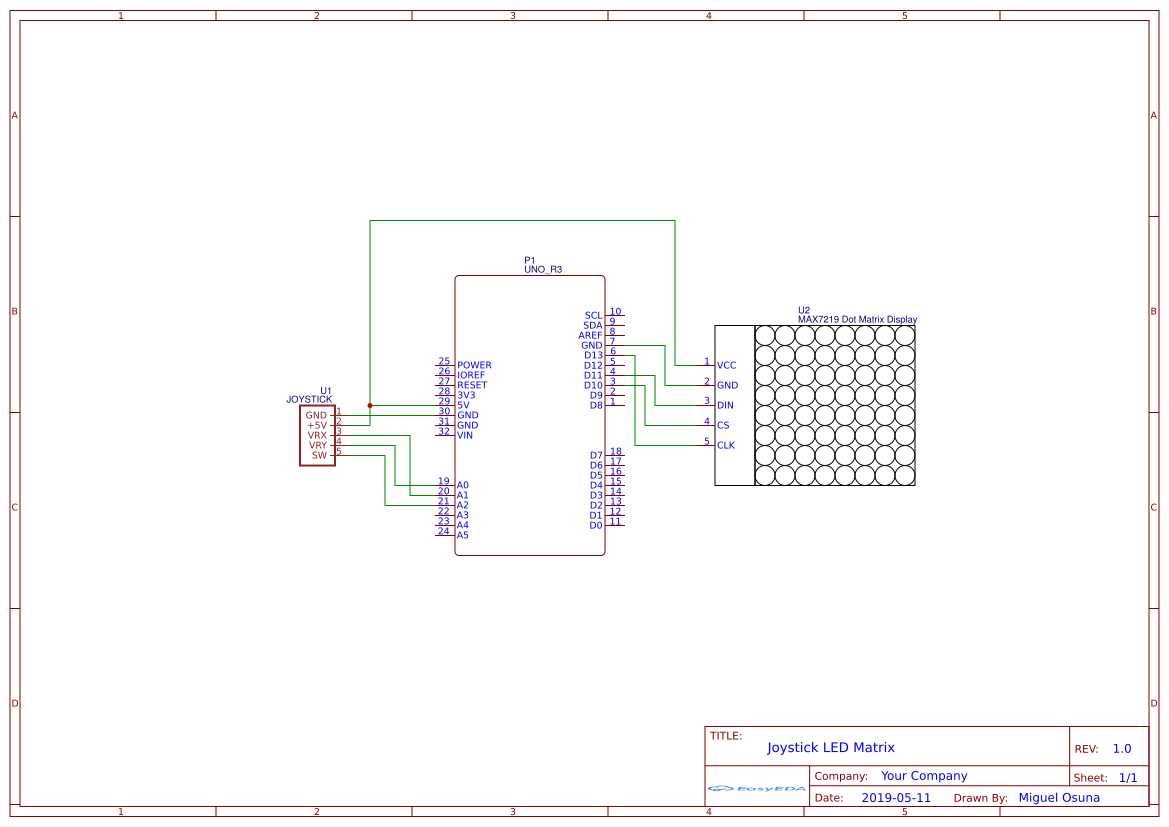 1 2 3 4 5
A A
B B
C C
D D
P1
UNO_R3
SCL 10
SDA 9
AREF 8
GND 7
D13 6
D12 5
D11 4
D10 3
D9 2
D8 1
25 POWER
26 IOREF
27 RESET
28 3V3
29 5V
30 GND
31 GND
32 VIN
D7 18
D6 17
D5 16
D4 15
D3 14
D2 13
D1 12
D0 11
19 A0
20 A1
21 A2
22 A3
23 A4
24 A5
U1
JOYSTICK
GND 1
+5V 2
VRX 3
VRY 4
SW 5
U2
MAX7219 Dot Matrix Display
1 VCC
2 GND
3 DIN
4 CS
5 CLK
TITLE:
Joystick LED Matrix
REV: 1.0
Company: Your Company
Sheet: 1/1
EasyEDA
Date: 2019-05-11 Drawn By: Miguel Osuna
1 2 3 4 5